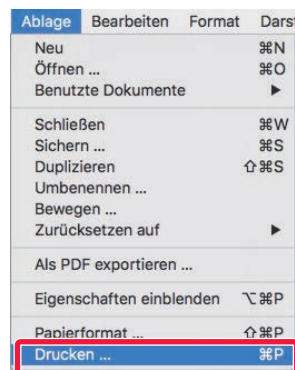 Ablage Bearbeiten Format Dars
Neu ⌘N
Öffnen ... ⌘O
Benutzte Dokumente ▶
Schließen ⌘W
Sichern ... ⌘S
Duplizieren ⇧⌘S
Umbenennen ...
Bewegen ...
Zurücksetzen auf ▶
Als PDF exportieren ...
Eigenschaften einblenden ⌥⌘P
Papierformat ... ⇧⌘P
Drucken ... ⌘P